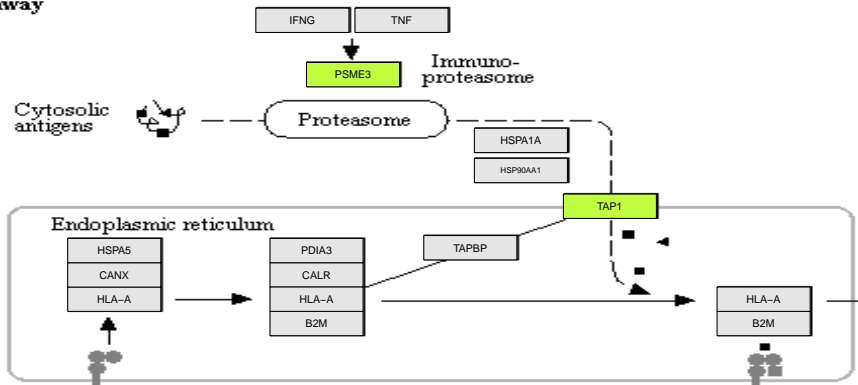 IFNG TNF
PSME3
Immuno-
proteasome
Cytosolic
antigens
Proteasome
HSPA1A
HSP90AA1
TAP1
Endoplasmic reticulum
HSPA5
CANX
HLA−A
PDIA3
CALR
HLA−A
B2M
TAPBP
HLA−A
B2M